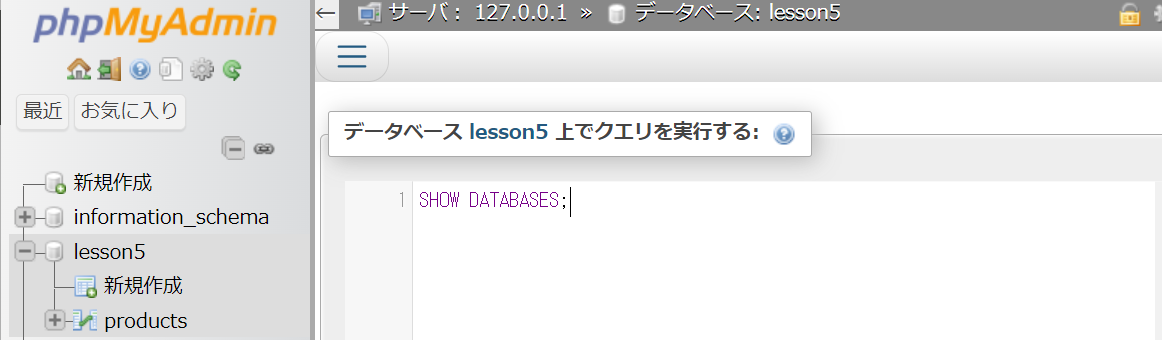 phpMyAdmin
最近 お気に入り
新規作成
information_schema
lesson5
新規作成
products
← サーバ: 127.0.0.1 » データベース: lesson5
データベース lesson5 上でクエリを実行する:
1 SHOW DATABASES;